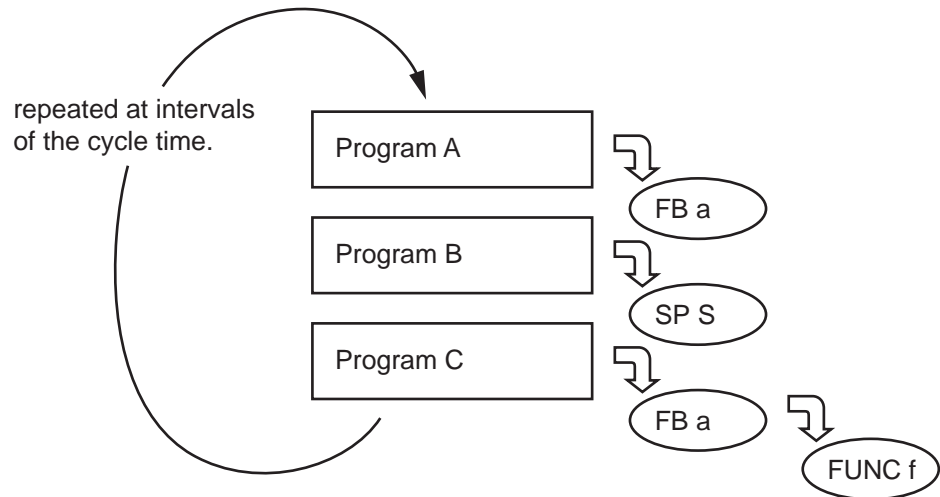 repeated at intervals
of the cycle time.
Program A
FB a
Program B
SP S
Program C
FB a
FUNC f